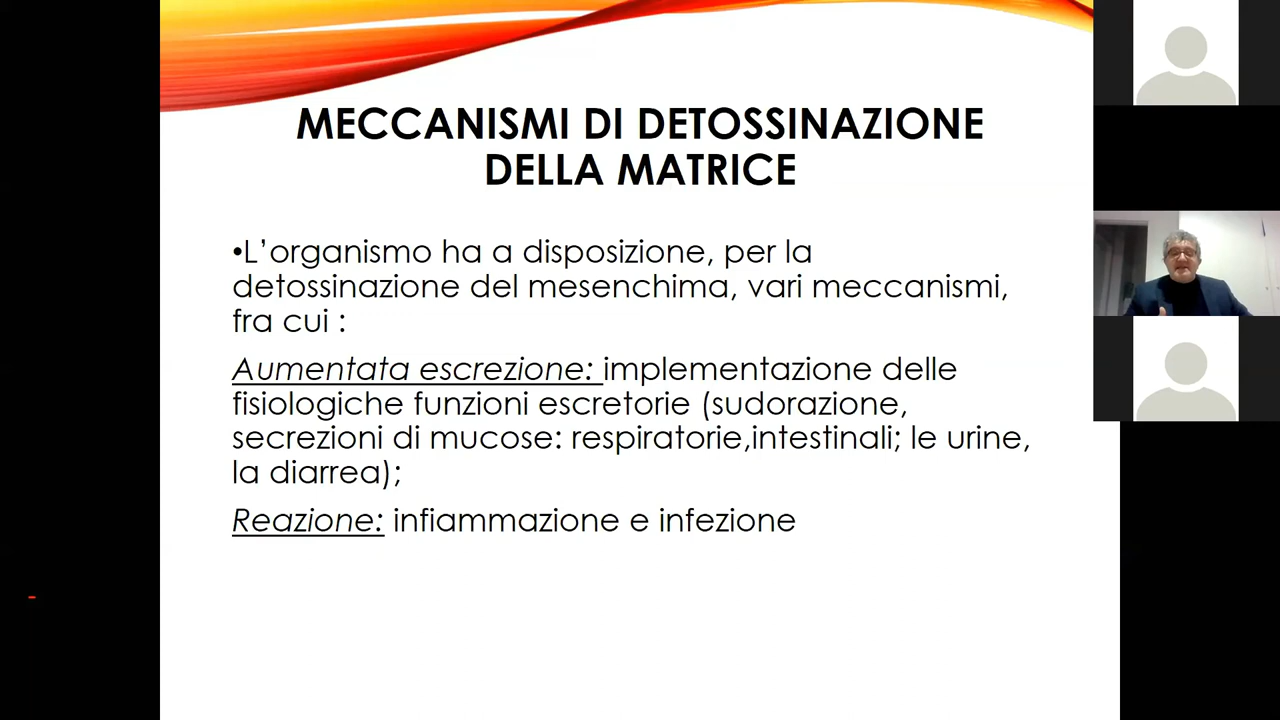 MECCANISMI DI DETOSSINAZIONE
DELLA MATRICE
•L’organismo ha a disposizione, per la
detossinazione del mesenchima, vari meccanismi,
fra cui :
Aumentata escrezione: implementazione delle
fisiologiche funzioni escretorie (sudorazione,
secrezioni di mucose: respiratorie,intestinali; le urine,
la diarrea);
Reazione: infiammazione e infezione